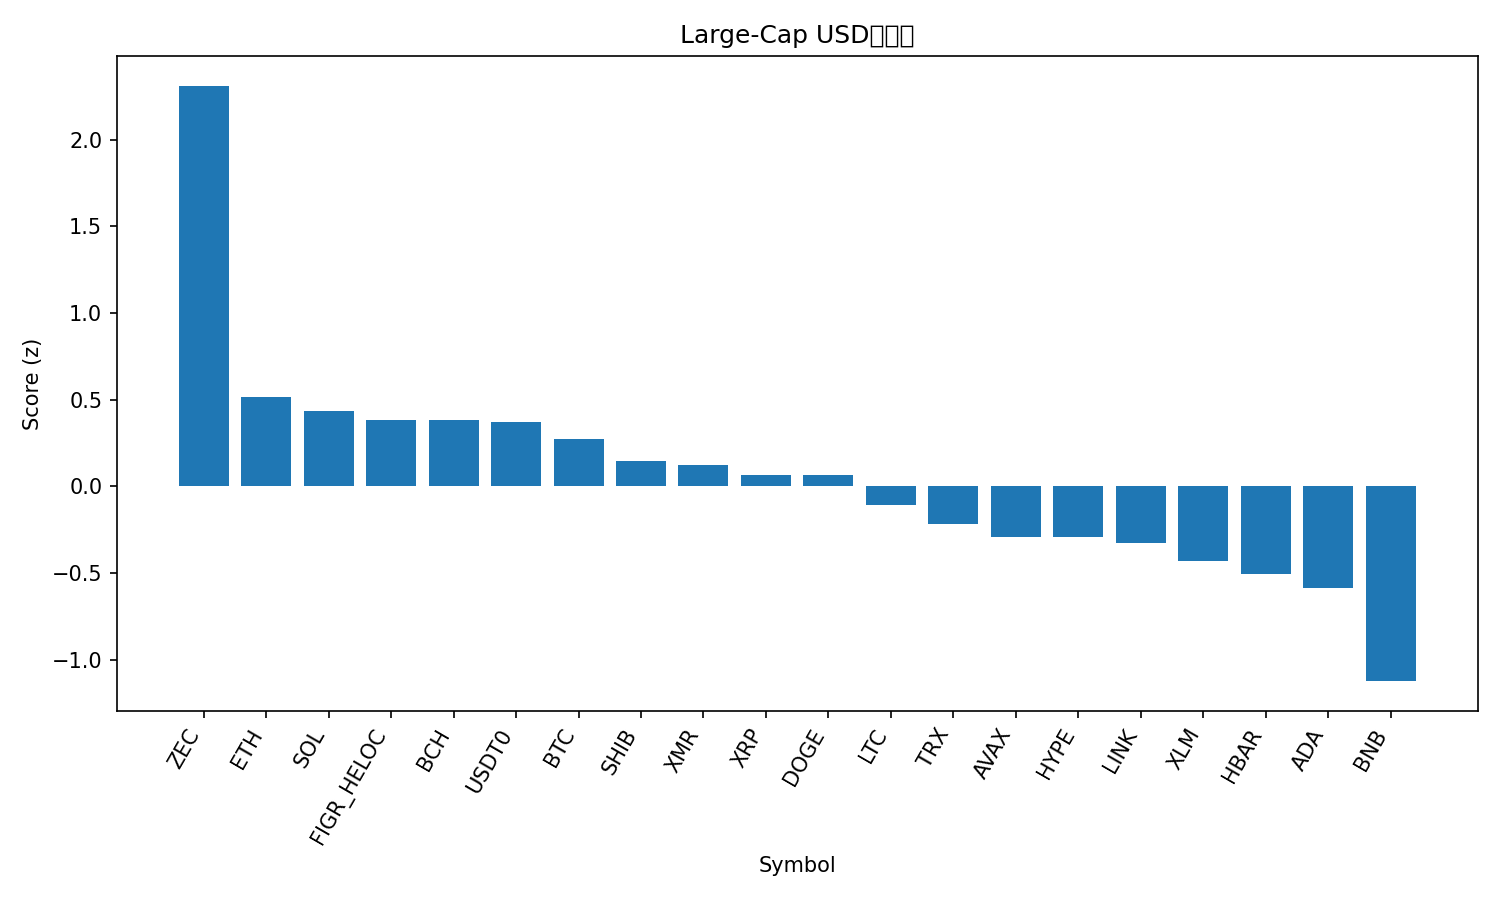 Large-Cap USD
Score (z)
2.0
1.5
1.0
0.5
0.0
−0.5
−1.0
ZEC
ETH
SOL
FIGR_HELOC
BCH
USDT0
BTC
SHIB
XMR
XRP
DOGE
LTC
TRX
AVAX
HYPE
LINK
XLM
HBAR
ADA
BNB
Symbol